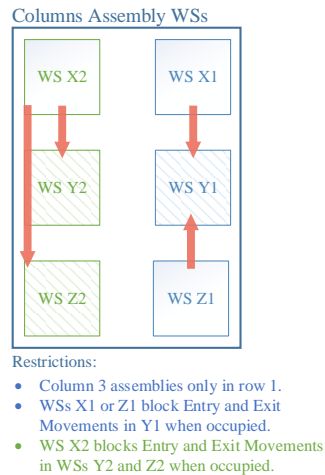 Columns Assembly WSs
WS X2 WS X1
WS Y2 WS Y1
WS Z2 WS Z1
Restrictions:
• Column 3 assemblies only in row 1.
• WSs X1 or Z1 block Entry and Exit
Movements in Y1 when occupied.
• WS X2 blocks Entry and Exit Movements
in WSs Y2 and Z2 when occupied.